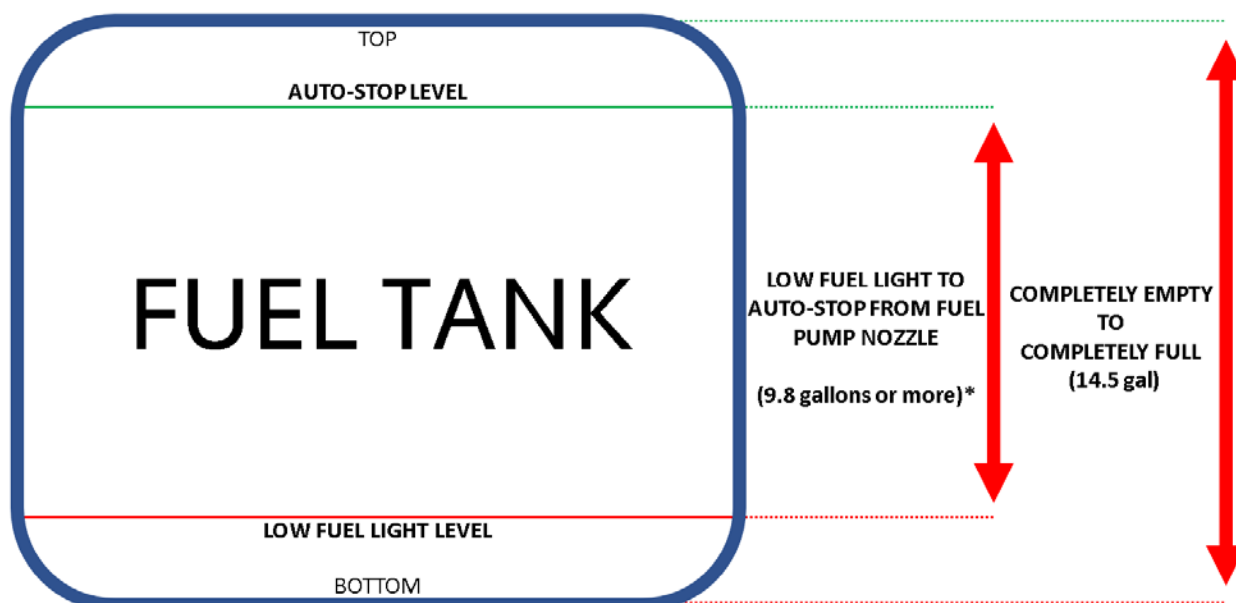 TOP
AUTO-STOP LEVEL
FUEL TANK
LOW FUEL LIGHT LEVEL
BOTTOM
LOW FUEL LIGHT TO
AUTO-STOP FROM FUEL
PUMP NOZZLE
(9.8 gallons or more)*
COMPLETELY EMPTY
TO
COMPLETELY FULL
(14.5 gal)